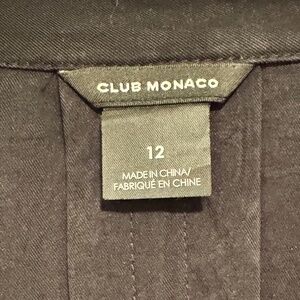 CLUB MONACO
12
MADE IN CHINA/
FABRIQUÉ EN CHINE